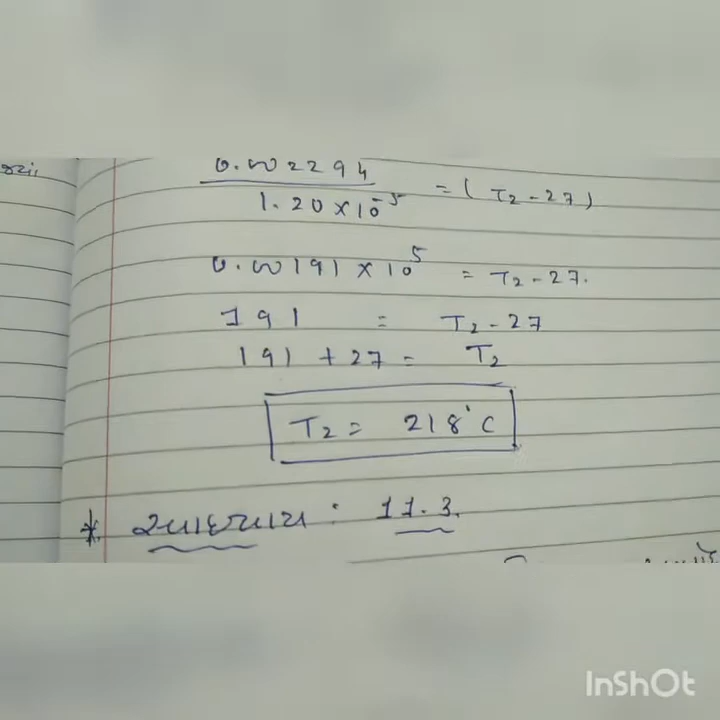 0.002294 / 1.20 × 10⁻⁵ = (T₂ - 27)
0.00191 × 10⁵ = T₂ - 27.
191 = T₂ - 27
191 + 27 = T₂
T₂ = 218°C
* સ્વાધ્યાય : 11.3.
InShOt